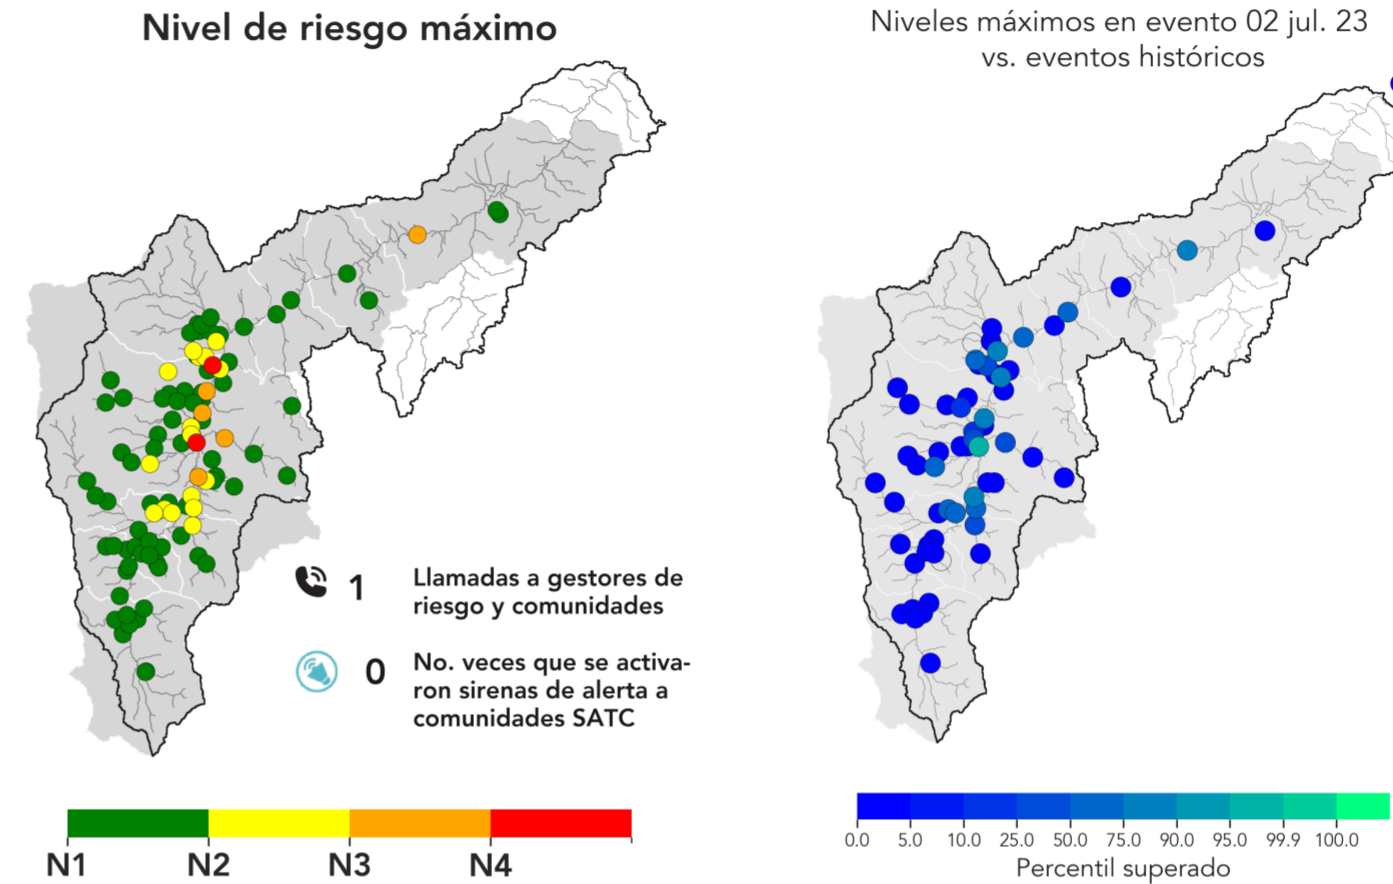 Nivel de riesgo máximo
1
Llamadas a gestores de
riesgo y comunidades
0
No. veces que se activa-
ron sirenas de alerta a
comunidades SATC
N1 N2 N3 N4
Niveles máximos en evento 02 jul. 23
vs. eventos históricos
0.0 5.0 10.0 25.0 50.0 75.0 90.0 95.0 99.9 100.0
Percentil superado